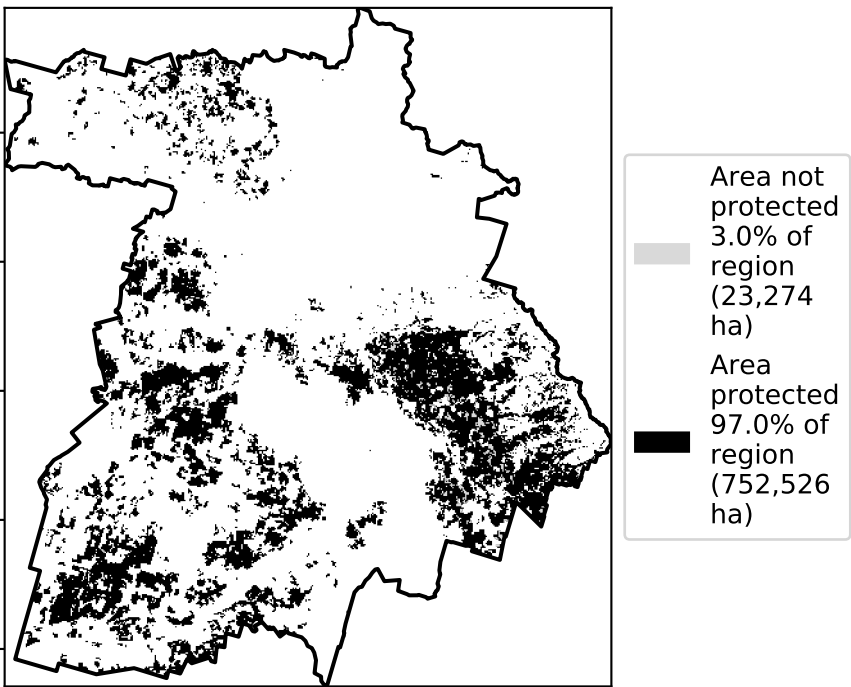 Area not
protected
3.0% of
region
(23,274
ha)
Area
protected
97.0% of
region
(752,526
ha)